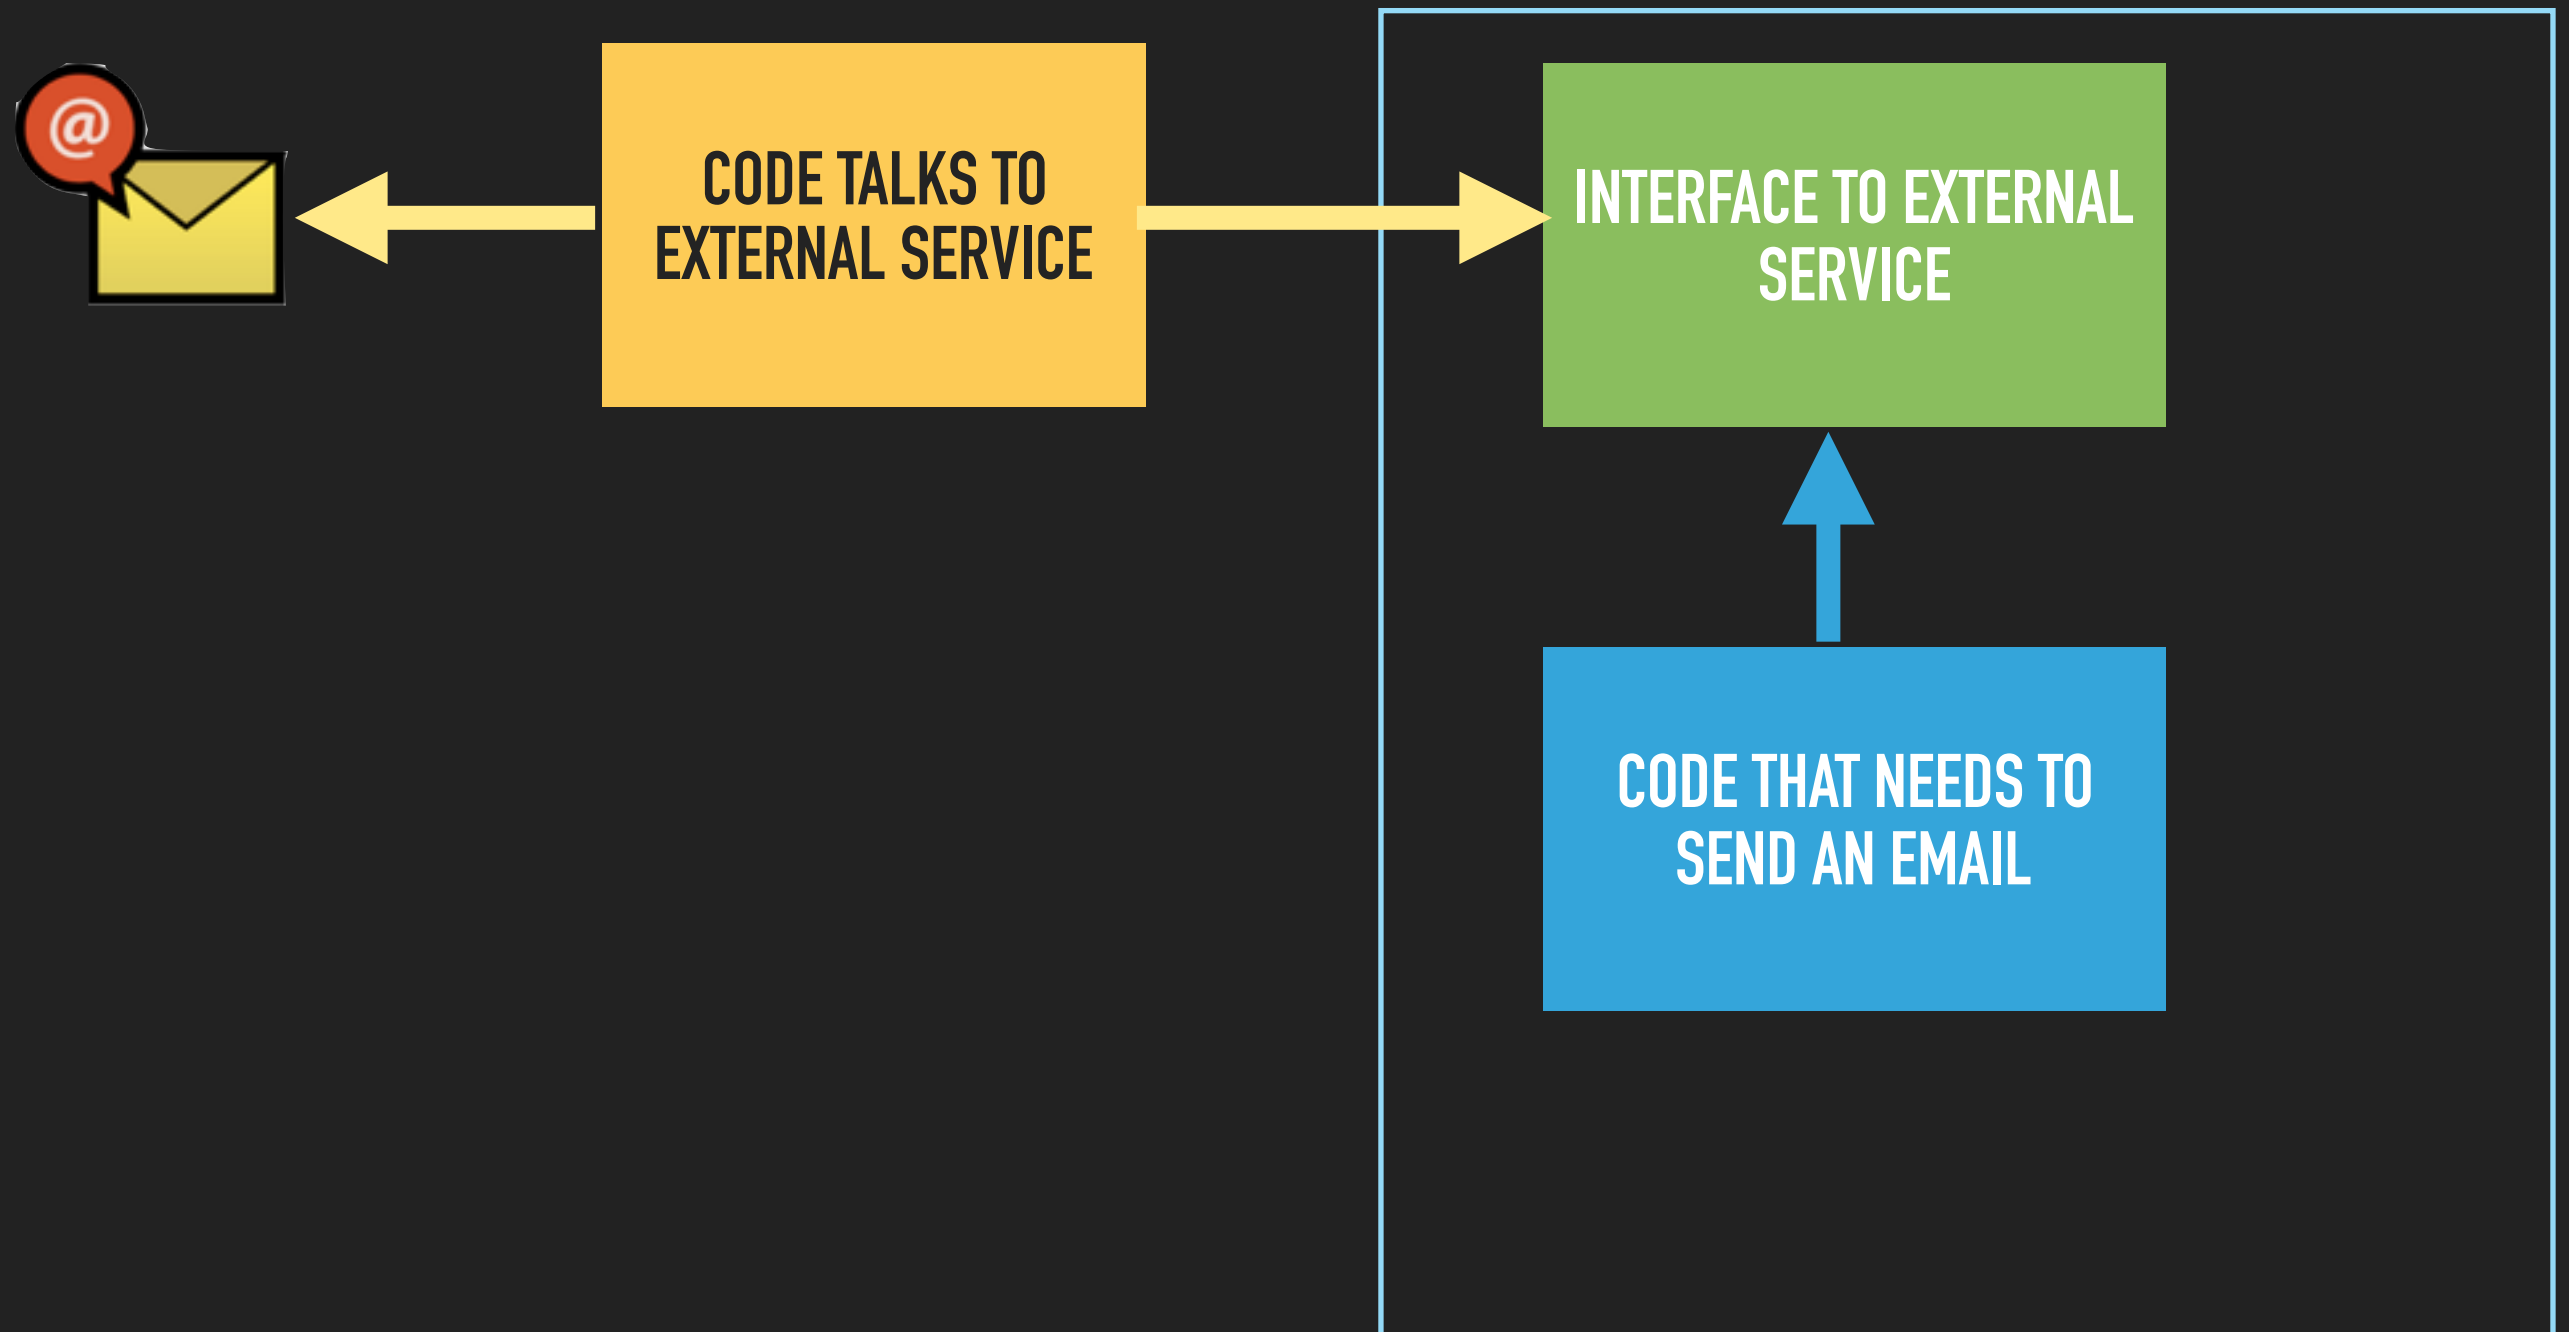 @
CODE TALKS TO
EXTERNAL SERVICE
INTERFACE TO EXTERNAL
SERVICE
CODE THAT NEEDS TO
SEND AN EMAIL